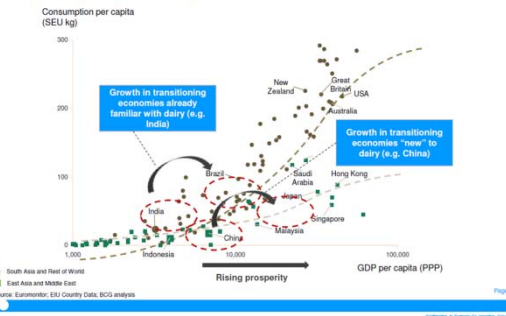 Consumption per capita
(SEU kg)
300
200
100
0
Growth in transitioning
economies already
familiar with dairy (e.g.
India)
New
Zealand
Great
Britain
USA
Australia
Growth in transitioning
economies "new" to
dairy (e.g. China)
Brazil
Saudi
Arabia
Hong Kong
Japan
India
Singapore
China
Malaysia
Indonesia
1,000
10,000
100,000
GDP per capita (PPP)
Rising prosperity
South Asia and Rest of World
East Asia and Middle East
ource: Euromonitor; EIU Country Data; BCG analysis
Page